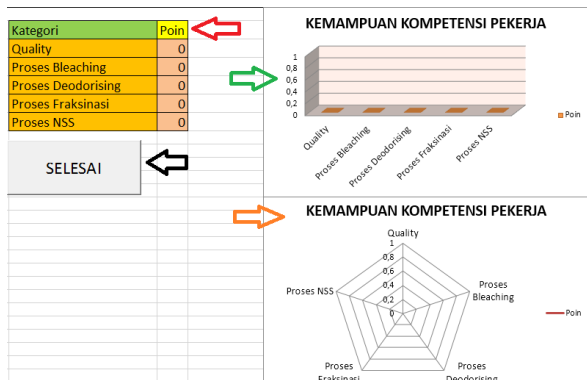 Kategori Poin
Quality 0
Proses Bleaching 0
Proses Deodorising 0
Proses Fraksinasi 0
Proses NSS 0
SELESAI
KEMAMPUAN KOMPETENSI PEKERJA
1
0,8
0,6
0,4
0,2
0
Quality
Proses Bleaching
Proses Deodorising
Proses Fraksinasi
Proses NSS
Poin
KEMAMPUAN KOMPETENSI PEKERJA
Quality
1
0,8
0,6
0,4
0,2
0
Proses NSS
Proses
Bleaching
Poin
Proses
Fraksinasi
Proses
Deodorising